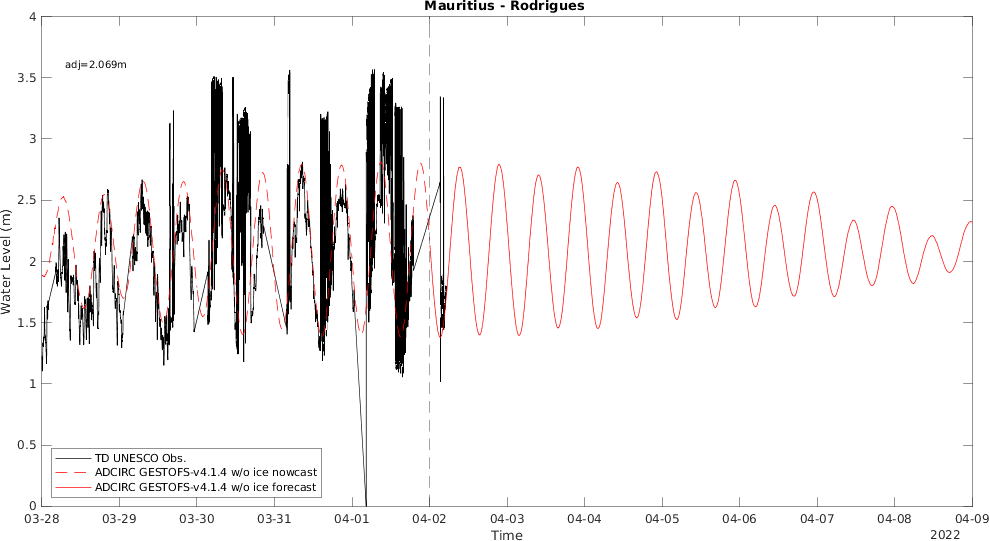 Mauritius - Rodrigues
adj=2.069m
4
3.5
3
2.5
2
1.5
1
0.5
0
Water Level (m)
TD UNESCO Obs.
ADCIRC GESTOFS-v4.1.4 w/o ice nowcast
ADCIRC GESTOFS-v4.1.4 w/o ice forecast
03-28 03-29 03-30 03-31 04-01 04-02 04-03 04-04 04-05 04-06 04-07 04-08 04-09
Time
2022